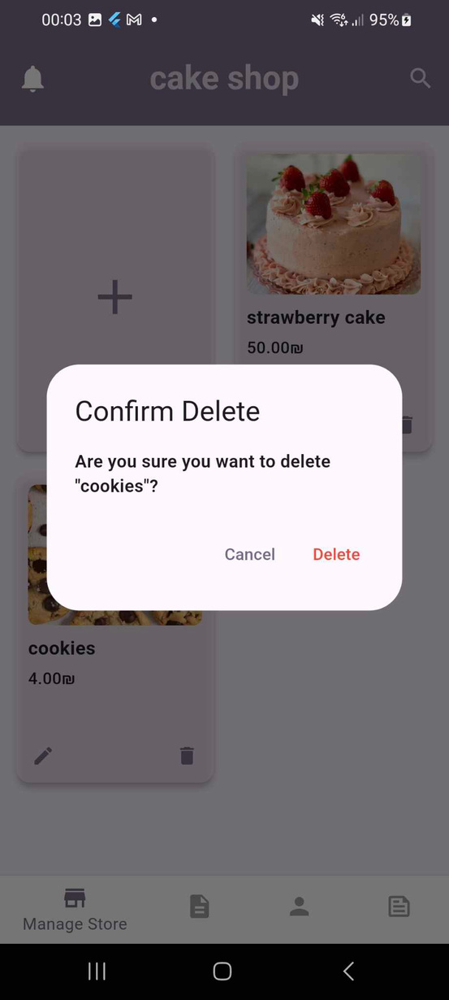 00:03
95%
cake shop
strawberry cake
50.00₪
Confirm Delete
Are you sure you want to delete
"cookies"?
Cancel
Delete
cookies
4.00₪
Manage Store